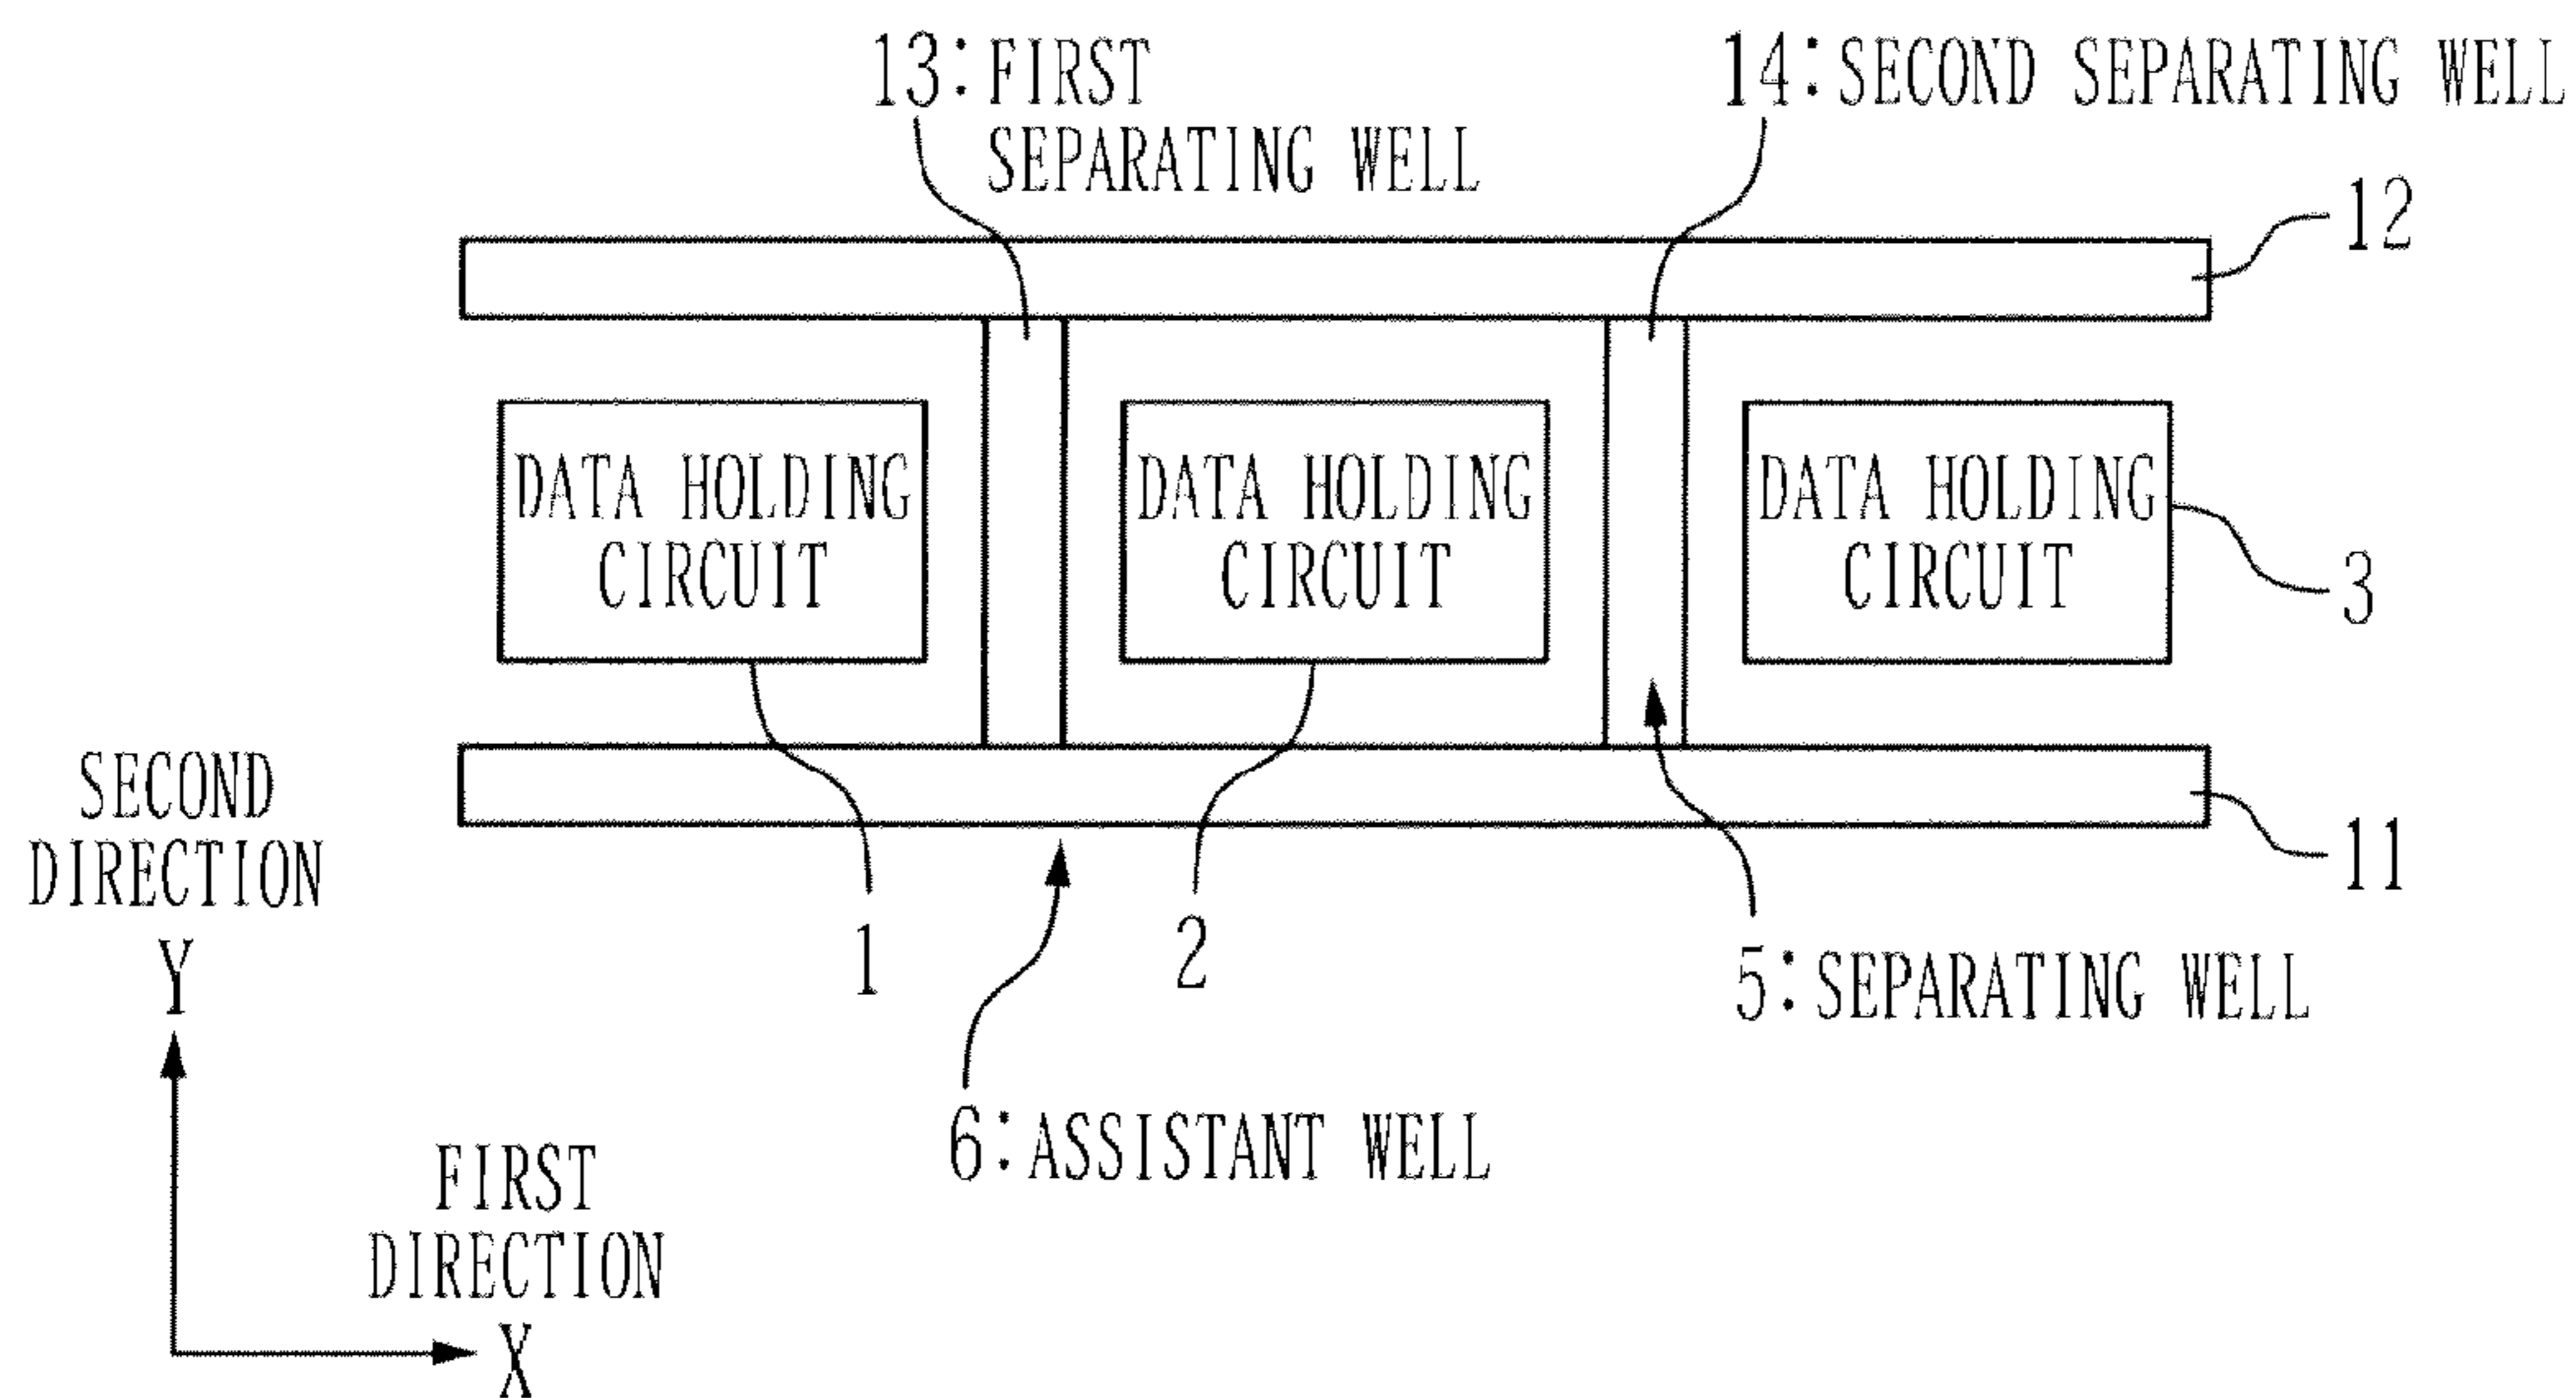 13: FIRST
SEPARATING WELL
14: SECOND SEPARATING WELL
12
DATA HOLDING
CIRCUIT
DATA HOLDING
CIRCUIT
DATA HOLDING
CIRCUIT
3
SECOND
DIRECTION
Y
11
1
2
5: SEPARATING WELL
6: ASSISTANT WELL
FIRST
DIRECTION
X